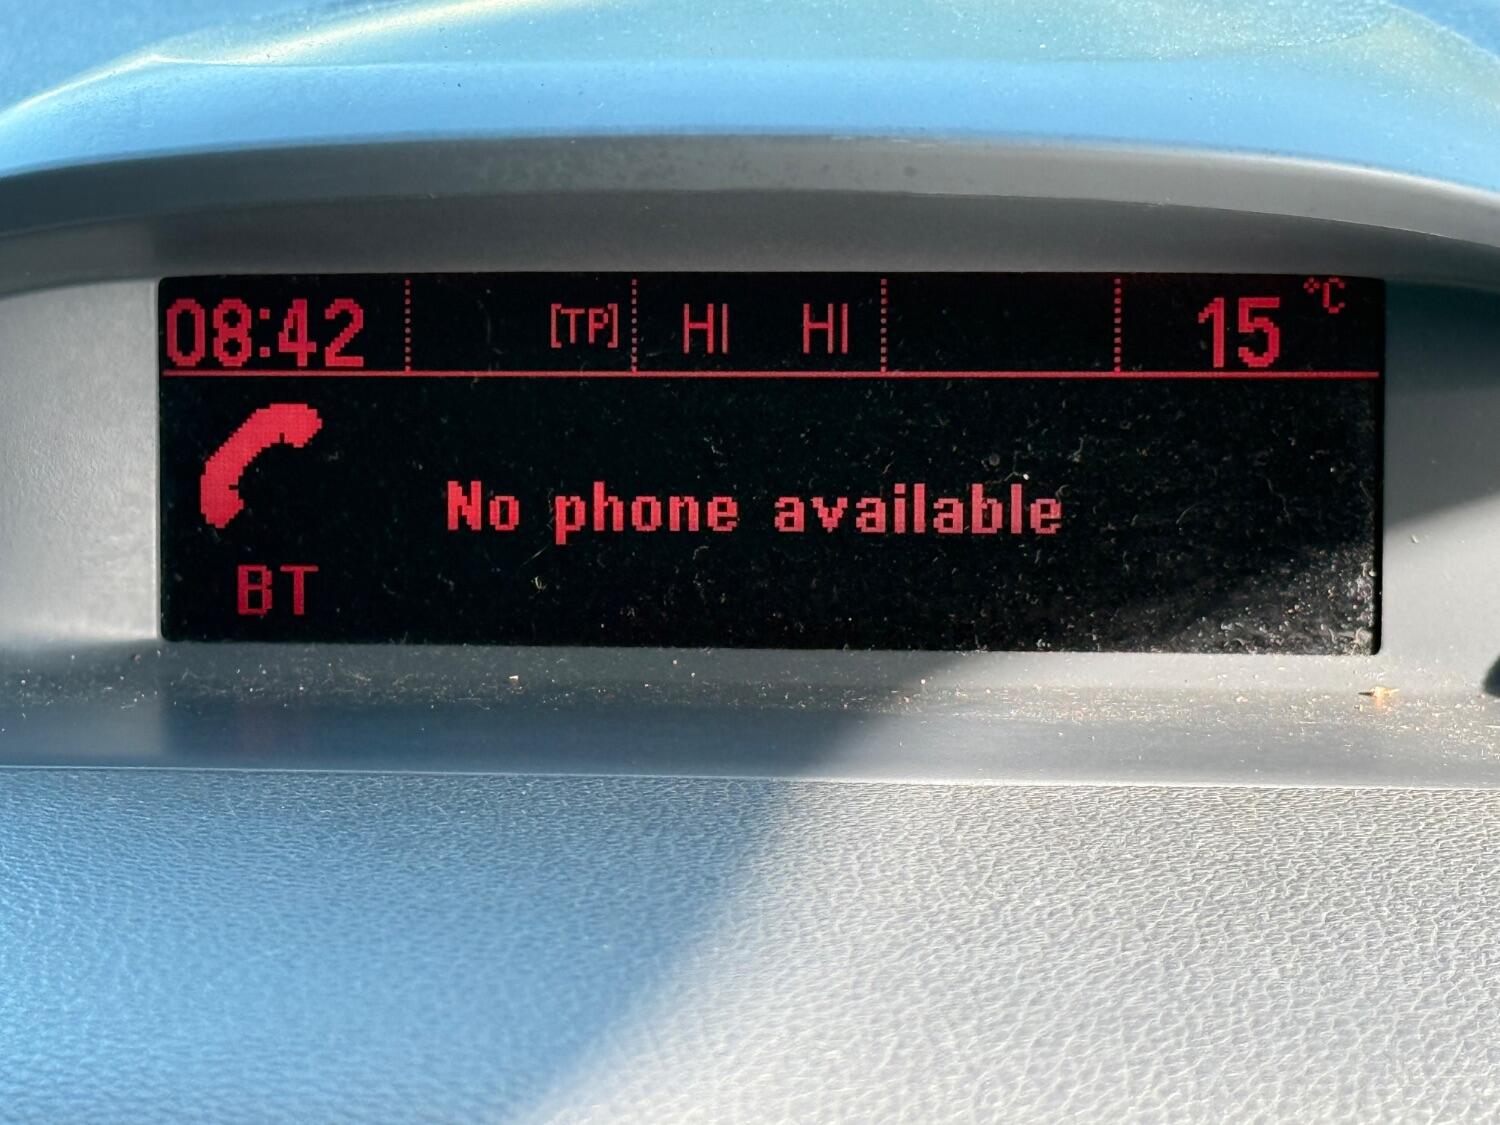 08:42 [TP] HI HI 15 °C
No phone available
BT